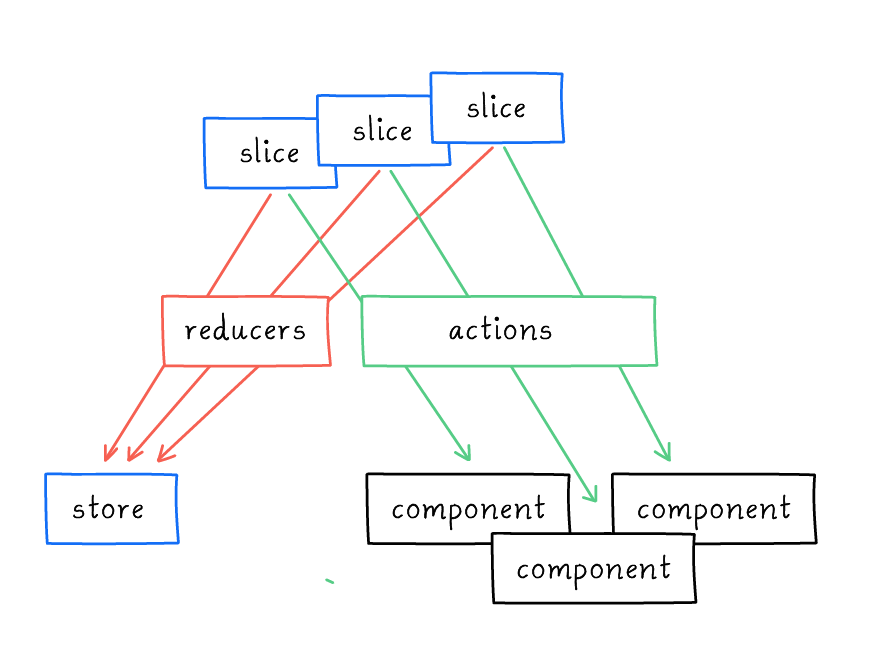 slice
slice
slice
reducers
actions
store
component
component
component